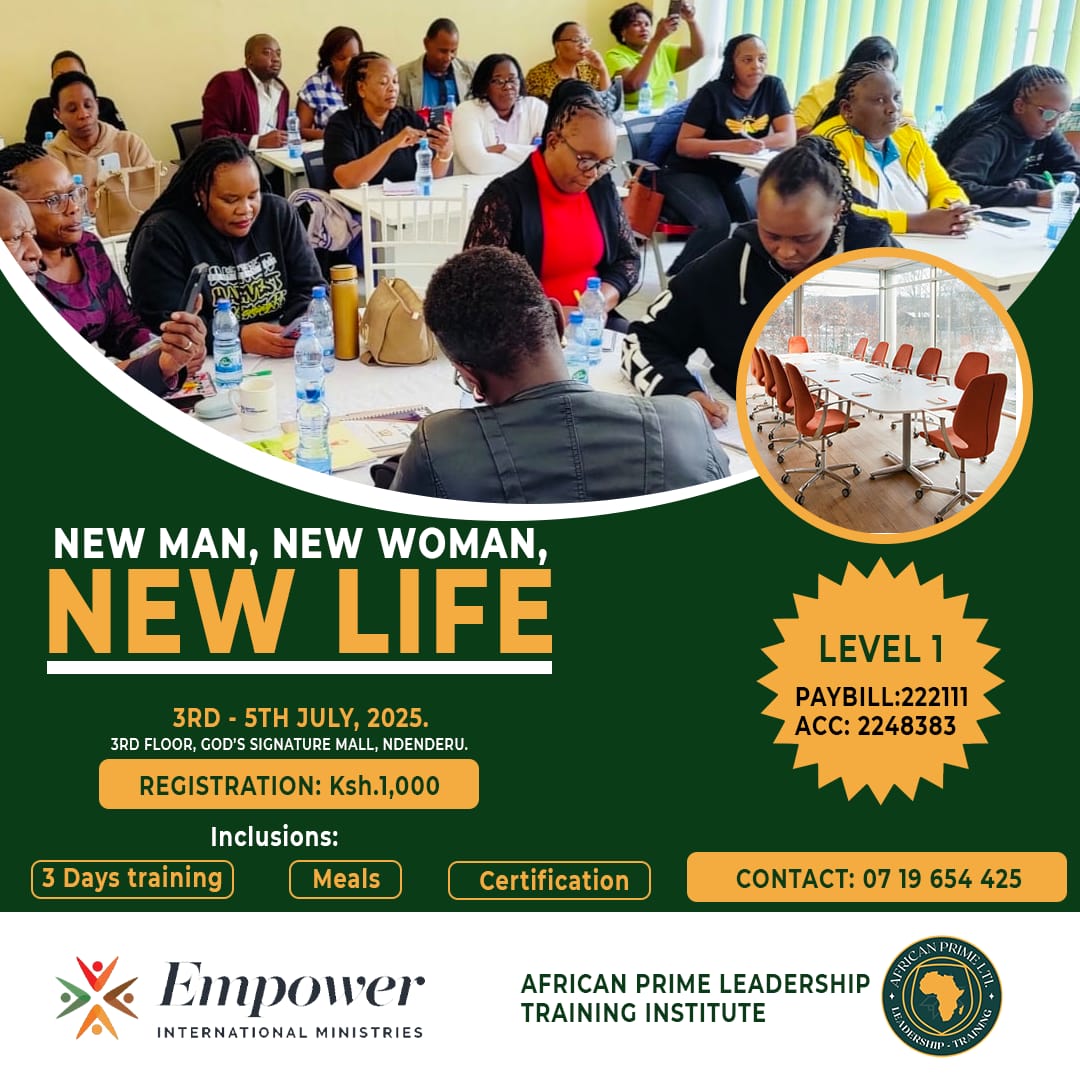 NEW MAN, NEW WOMAN,
NEW LIFE
3RD - 5TH JULY, 2025.
3RD FLOOR, GOD'S SIGNATURE MALL, NDENDERU.
REGISTRATION: Ksh.1,000
Inclusions:
3 Days training
Meals
Certification
LEVEL 1
PAYBILL:222111
ACC: 2248383
CONTACT: 07 19 654 425
Empower
INTERNATIONAL MINISTRIES
AFRICAN PRIME LEADERSHIP
TRAINING INSTITUTE
AFRICAN PRIME LTI.
LEADERSHIP - TRAINING